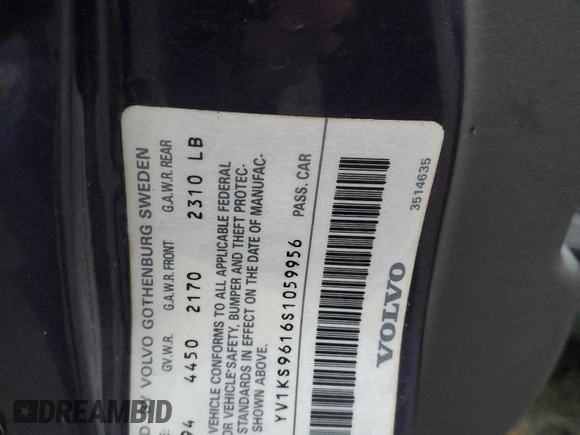 D BY VOLVO GOTHENBURG SWEDEN
G.V.W.R. G.A.W.R. FRONT G.A.W.R. REAR
94 4450 2170 2310 LB
VEHICLE CONFORMS TO ALL APPLICABLE FEDERAL
OR VEHICLE SAFETY, BUMPER AND THEFT PROTEC-
STANDARDS IN EFFECT ON THE DATE OF MANUFAC-
SHOWN ABOVE.
YV1KS9616S1059956 PASS. CAR
VOLVO 3514635
DREAMBID